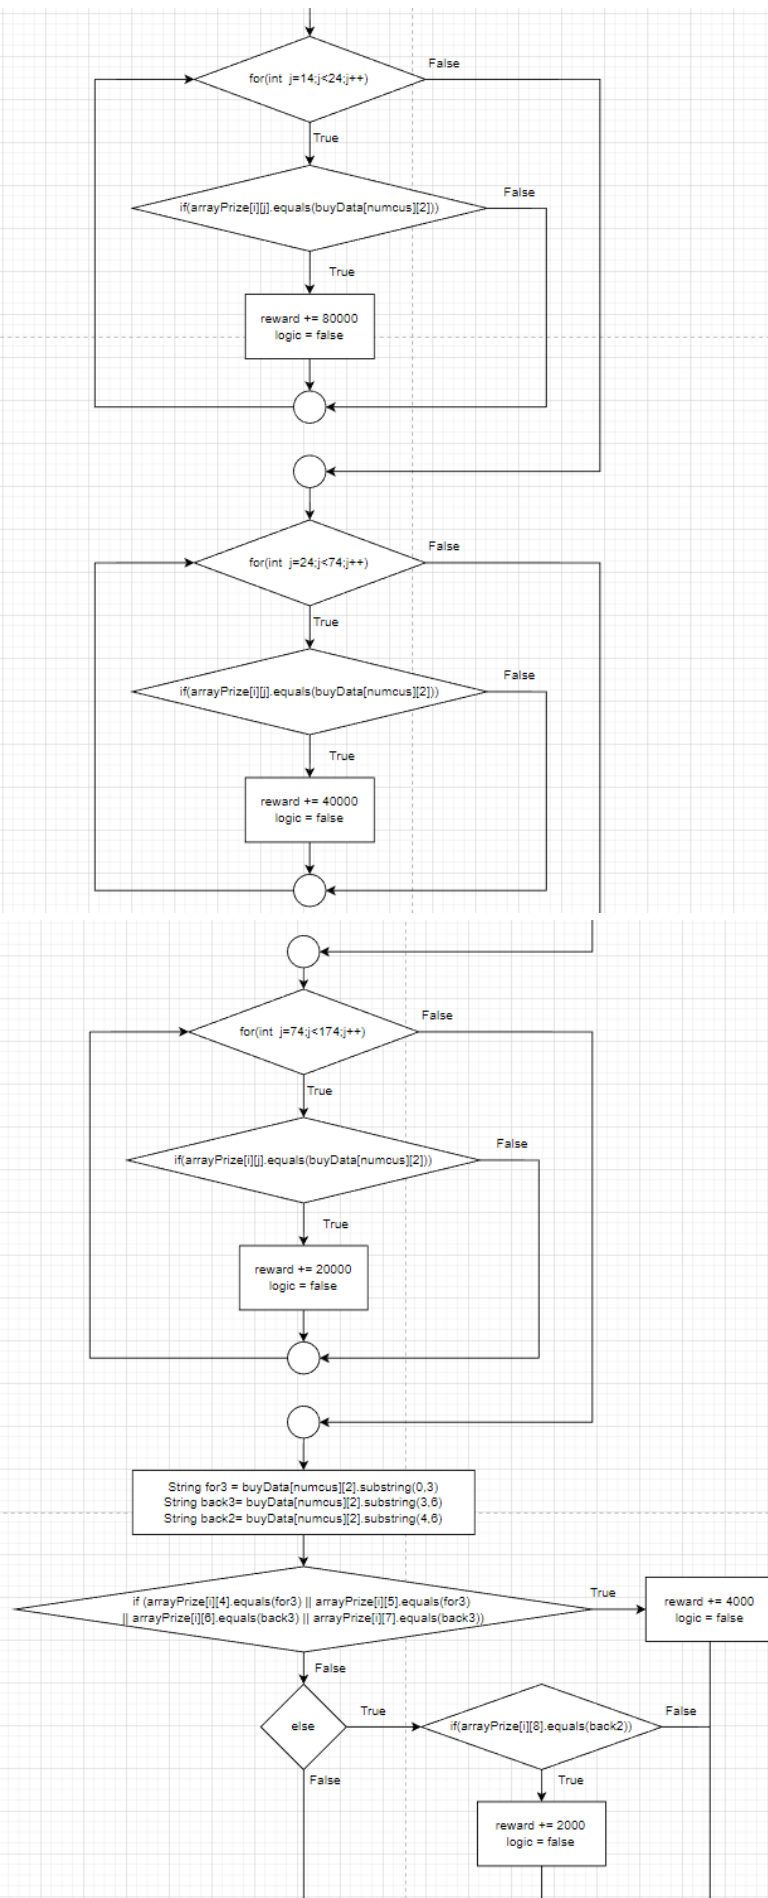 False
for(int j=14;j<24;j++)
True
False
if(arrayPrize[i][j].equals(buyData[numcus][2]))
True
reward += 80000
logic = false
False
for(int j=24;j<74;j++)
True
False
if(arrayPrize[i][j].equals(buyData[numcus][2]))
True
reward += 40000
logic = false
False
for(int j=74;j<174;j++)
True
False
if(arrayPrize[i][j].equals(buyData[numcus][2]))
True
reward += 20000
logic = false
String for3 = buyData[numcus][2].substring(0,3)
String back3= buyData[numcus][2].substring(3,6)
String back2= buyData[numcus][2].substring(4,6)
if (arrayPrize[i][4].equals(for3) || arrayPrize[i][5].equals(for3)
|| arrayPrize[i][6].equals(back3) || arrayPrize[i][7].equals(back3))
True
reward += 4000
logic = false
False
else
True
if(arrayPrize[i][8].equals(back2))
False
False
True
reward += 2000
logic = false